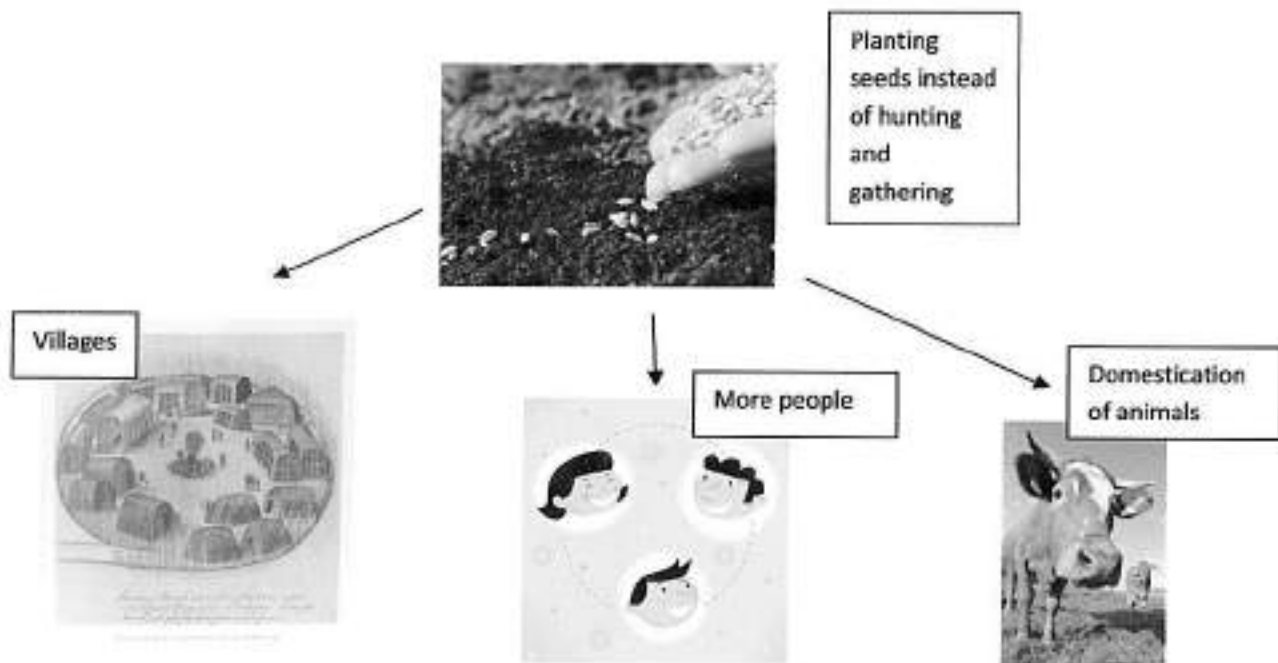 Planting
seeds instead
of hunting
and
gathering
Villages
More people
Domestication
of animals